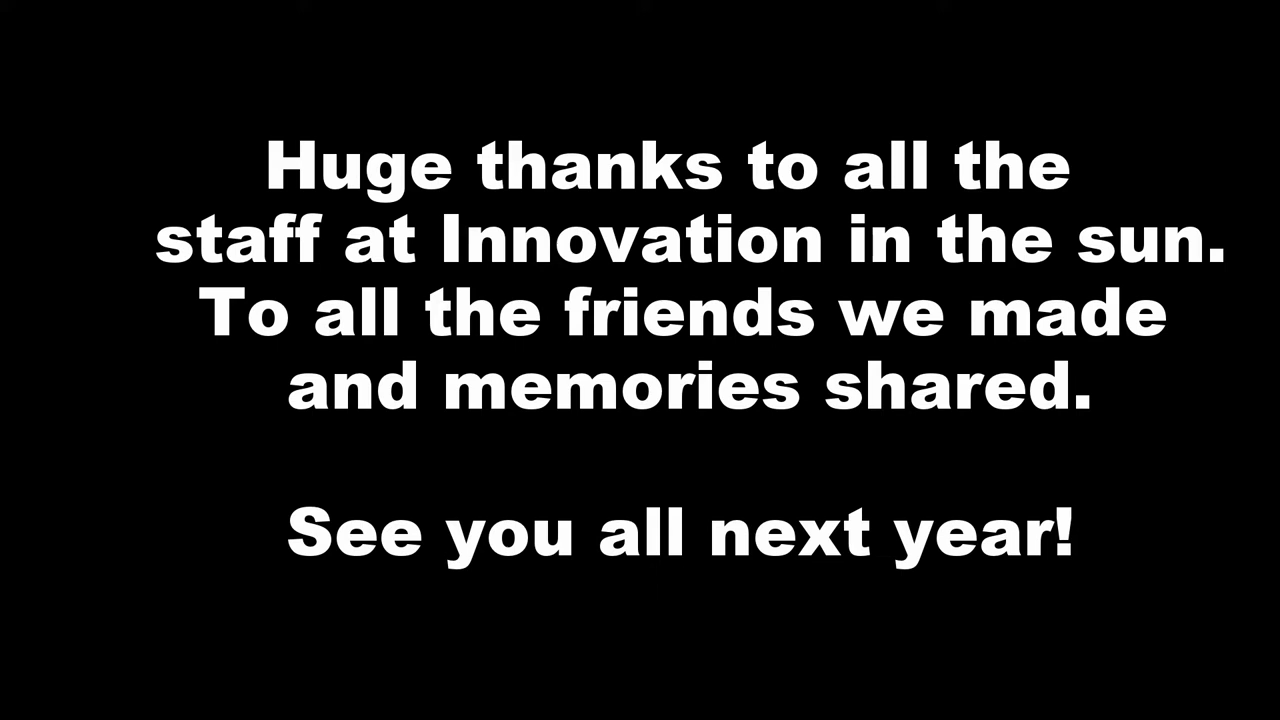 Huge thanks to all the
staff at Innovation in the sun.
To all the friends we made
and memories shared.
See you all next year!